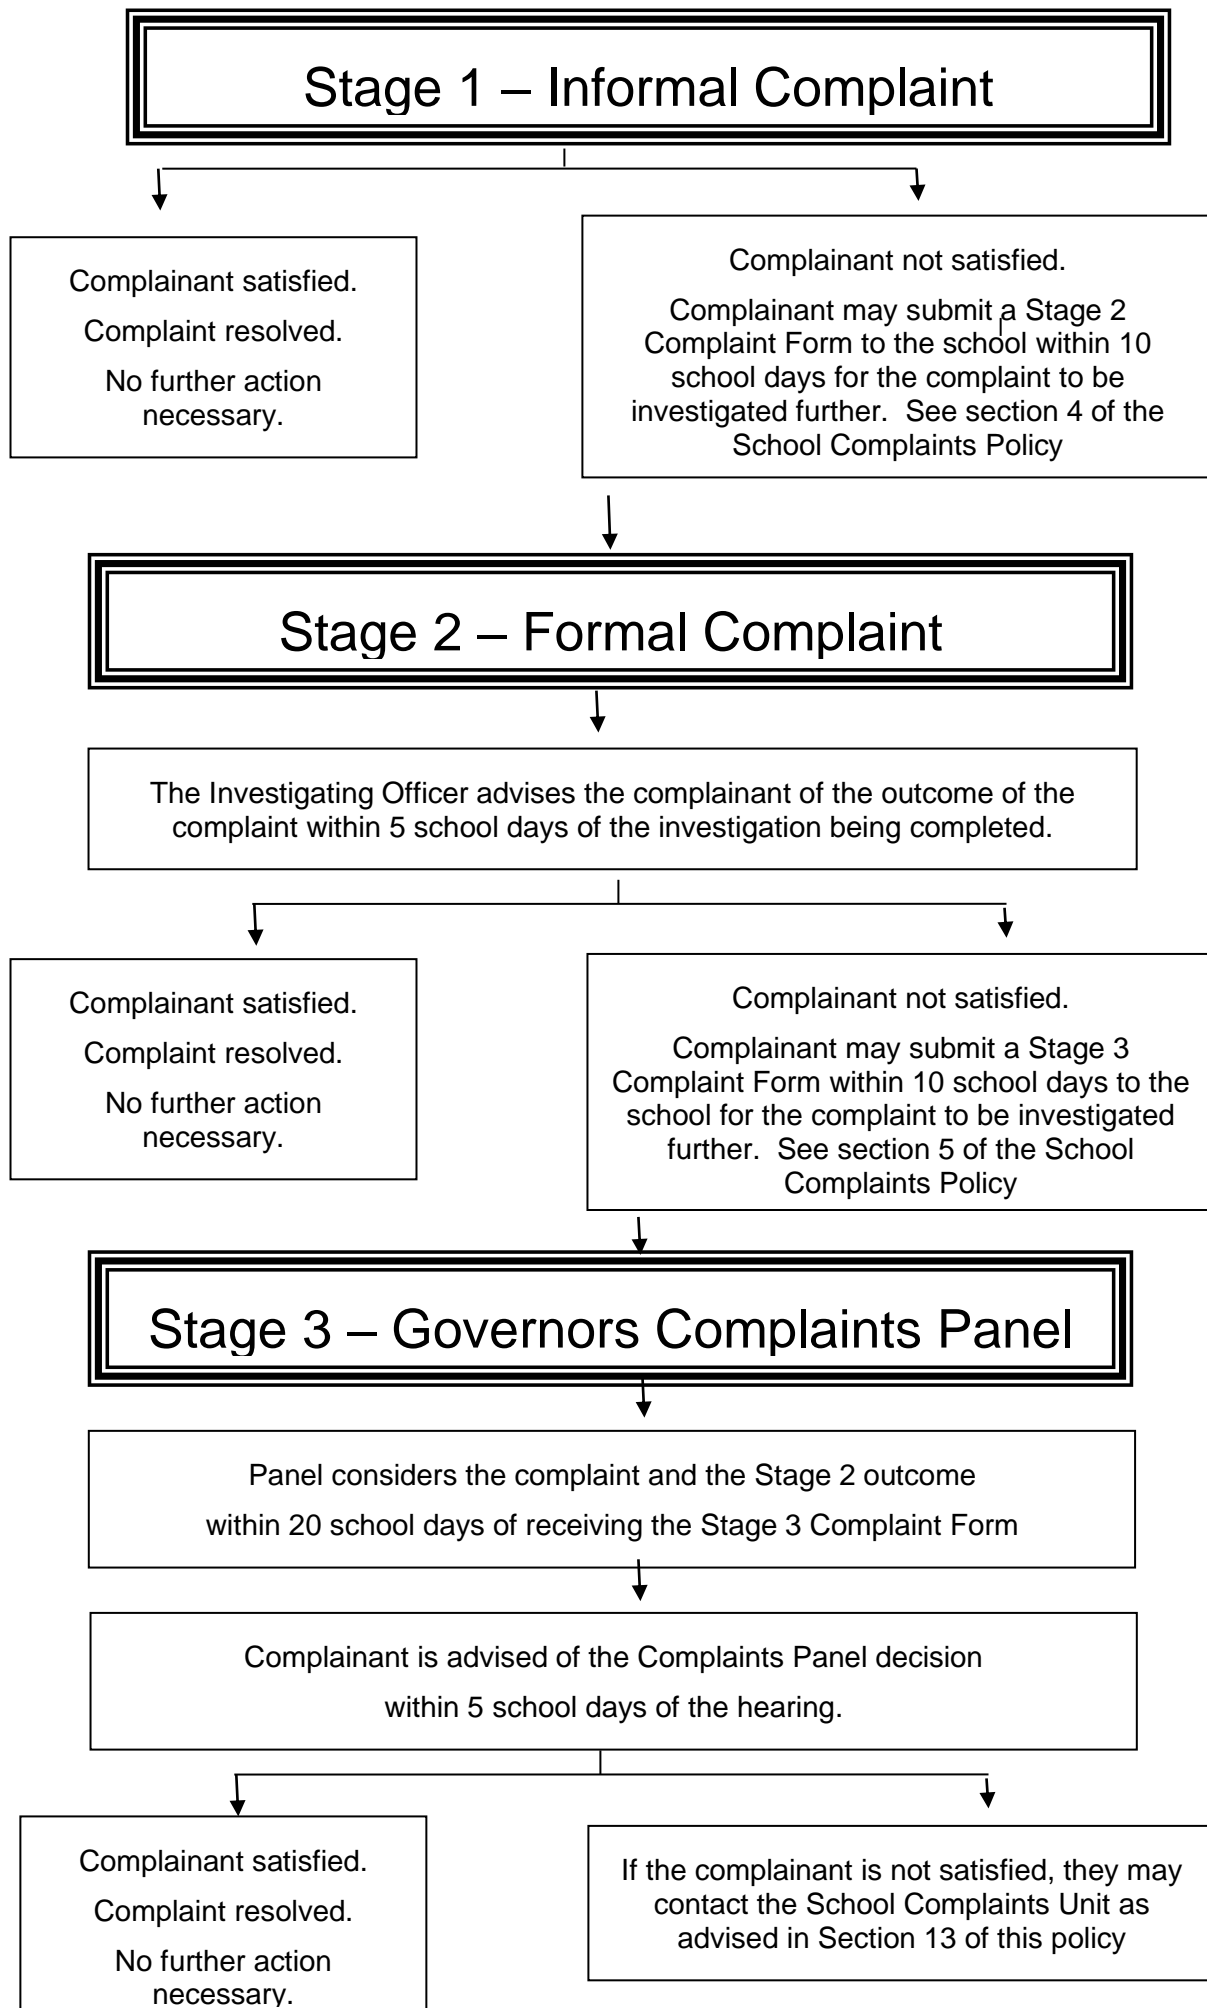 Stage 1 – Informal Complaint
Complainant satisfied.
Complaint resolved.
No further action
necessary.
Complainant not satisfied.
Complainant may submit a Stage 2
Complaint Form to the school within 10
school days for the complaint to be
investigated further.  See section 4 of the
School Complaints Policy
Stage 2 – Formal Complaint
The Investigating Officer advises the complainant of the outcome of the
complaint within 5 school days of the investigation being completed.
Complainant satisfied.
Complaint resolved.
No further action
necessary.
Complainant not satisfied.
Complainant may submit a Stage 3
Complaint Form within 10 school days to the
school for the complaint to be investigated
further.  See section 5 of the School
Complaints Policy
Stage 3 – Governors Complaints Panel
Panel considers the complaint and the Stage 2 outcome
within 20 school days of receiving the Stage 3 Complaint Form
Complainant is advised of the Complaints Panel decision
within 5 school days of the hearing.
Complainant satisfied.
Complaint resolved.
No further action
necessary.
If the complainant is not satisfied, they may
contact the School Complaints Unit as
advised in Section 13 of this policy